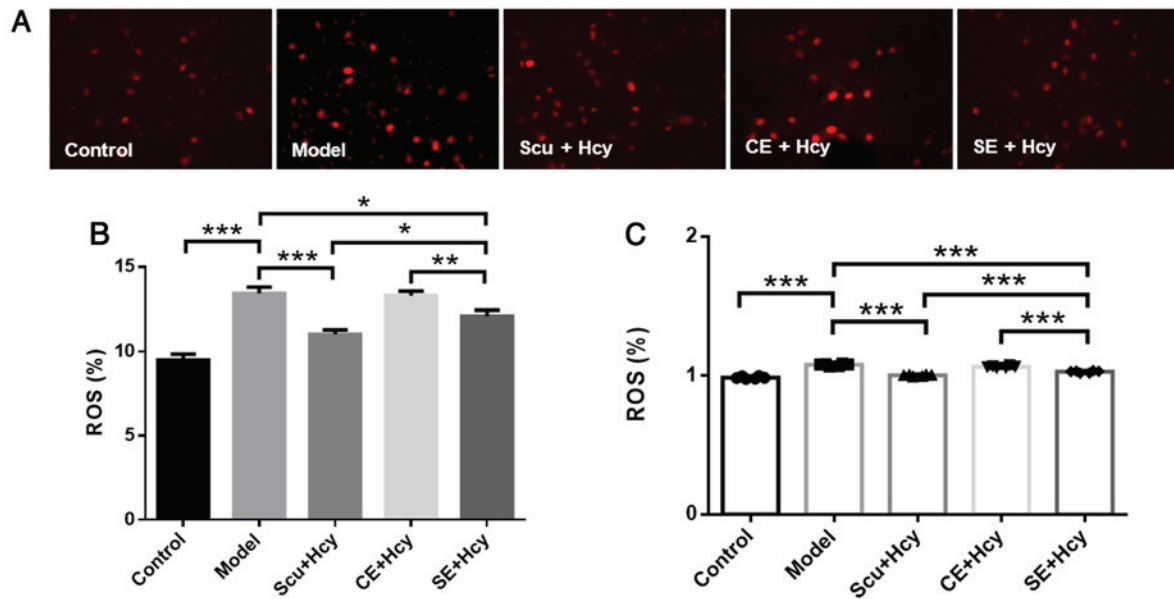 A
Control
Model
Scu + Hcy
CE + Hcy
SE + Hcy
B
*
***
*
***
**
15
10
5
0
ROS (%)
Control
Model
Scu+Hcy
CE+Hcy
SE+Hcy
C
***
***
***
***
***
2
1
0
ROS (%)
Control
Model
Scu+Hcy
CE+Hcy
SE+Hcy